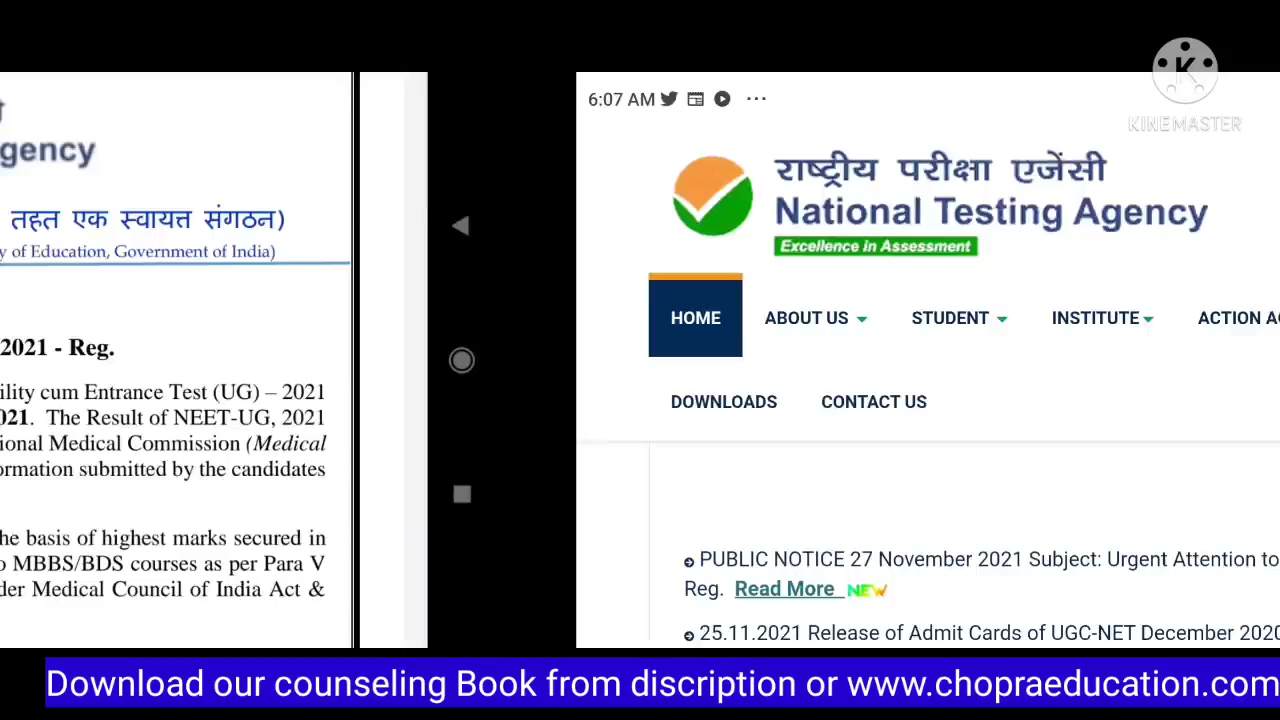 gency
तहत एक स्वायत्त संगठन)
y of Education, Government of India)
2021 - Reg.
ility cum Entrance Test (UG) – 2021
021. The Result of NEET-UG, 2021
ional Medical Commission (Medical
ormation submitted by the candidates
he basis of highest marks secured in
o MBBS/BDS courses as per Para V
der Medical Council of India Act &
6:07 AM
KINEMASTER
राष्ट्रीय परीक्षा एजेंसी
National Testing Agency
Excellence in Assessment
HOME ABOUT US STUDENT INSTITUTE ACTION AG
DOWNLOADS CONTACT US
PUBLIC NOTICE 27 November 2021 Subject: Urgent Attention to
Reg. Read More NEW
25.11.2021 Release of Admit Cards of UGC-NET December 2020
Download our counseling Book from discription or www.chopraeducation.com